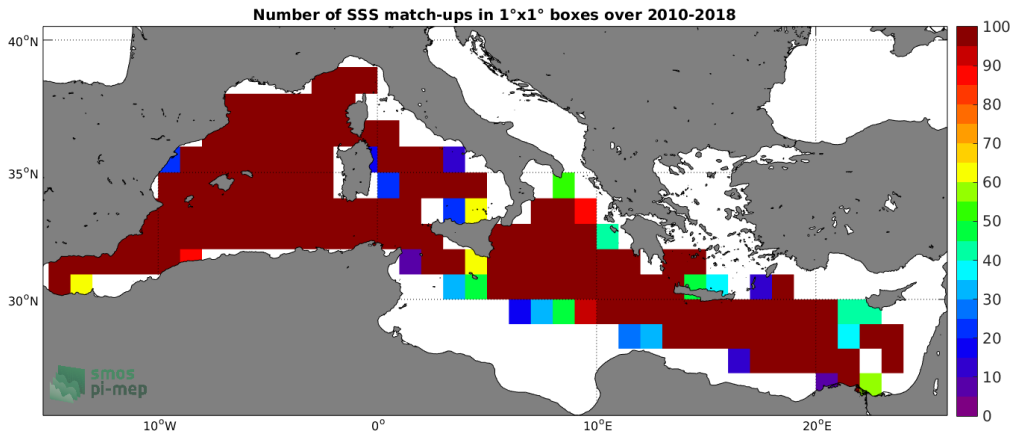 Number of SSS match-ups in 1°x1° boxes over 2010-2018
40°N
35°N
30°N
10°W
0°
10°E
20°E
100
90
80
70
60
50
40
30
20
10
0
smos
pi-mep